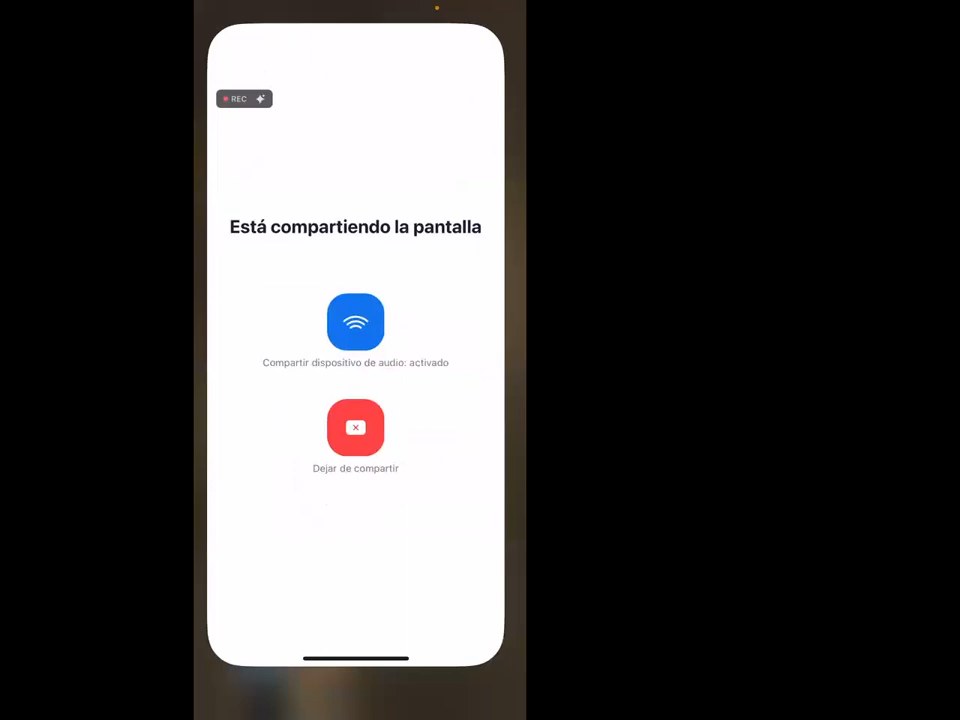 REC
Está compartiendo la pantalla
Compartir dispositivo de audio: activado
Dejar de compartir